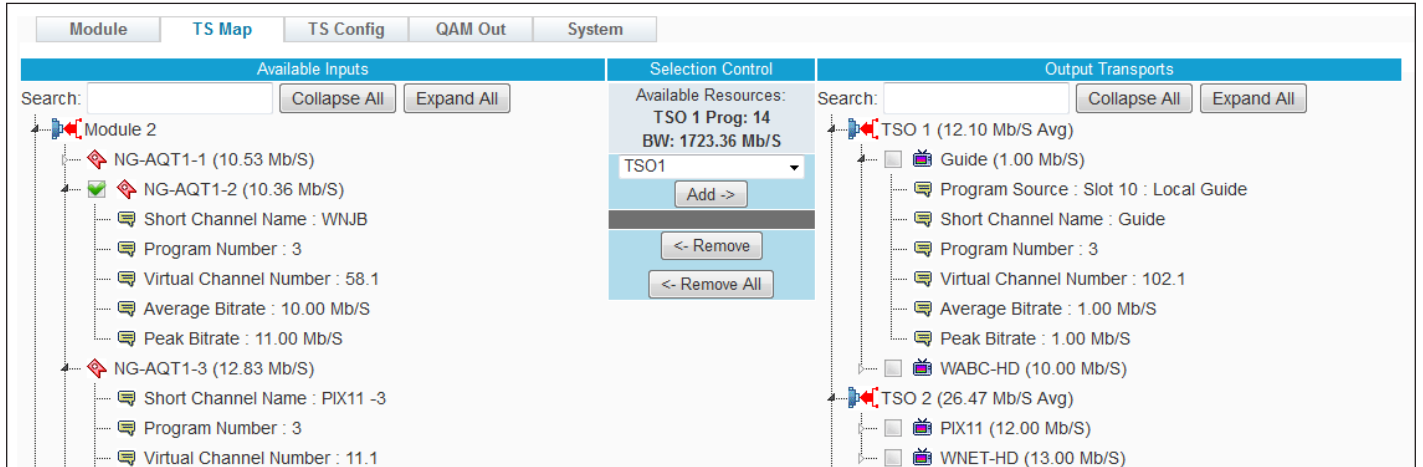 Module TS Map TS Config QAM Out System
Available Inputs
Search: Collapse All Expand All
Module 2
NG-AQT1-1 (10.53 Mb/S)
NG-AQT1-2 (10.36 Mb/S)
Short Channel Name : WNJB
Program Number : 3
Virtual Channel Number : 58.1
Average Bitrate : 10.00 Mb/S
Peak Bitrate : 11.00 Mb/S
NG-AQT1-3 (12.83 Mb/S)
Short Channel Name : PIX11 -3
Program Number : 3
Virtual Channel Number : 11.1
Selection Control
Available Resources:
TSO 1 Prog: 14
BW: 1723.36 Mb/S
TSO1
Add ->
<- Remove
<- Remove All
Output Transports
Search: Collapse All Expand All
TSO 1 (12.10 Mb/S Avg)
Guide (1.00 Mb/S)
Program Source : Slot 10 : Local Guide
Short Channel Name : Guide
Program Number : 3
Virtual Channel Number : 102.1
Average Bitrate : 1.00 Mb/S
Peak Bitrate : 1.00 Mb/S
WABC-HD (10.00 Mb/S)
TSO 2 (26.47 Mb/S Avg)
PIX11 (12.00 Mb/S)
WNET-HD (13.00 Mb/S)